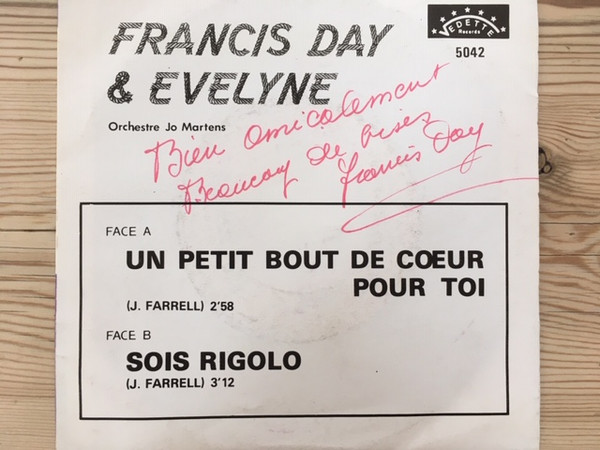 FRANCIS DAY
& EVELYNE
VEDETTE
Records
5042
Orchestre Jo Martens
Bien amicalement
Beaucoup de bises
Francis Day
FACE A
UN PETIT BOUT DE CŒUR
POUR TOI
(J. FARRELL) 2'58
FACE B
SOIS RIGOLO
(J. FARRELL) 3'12